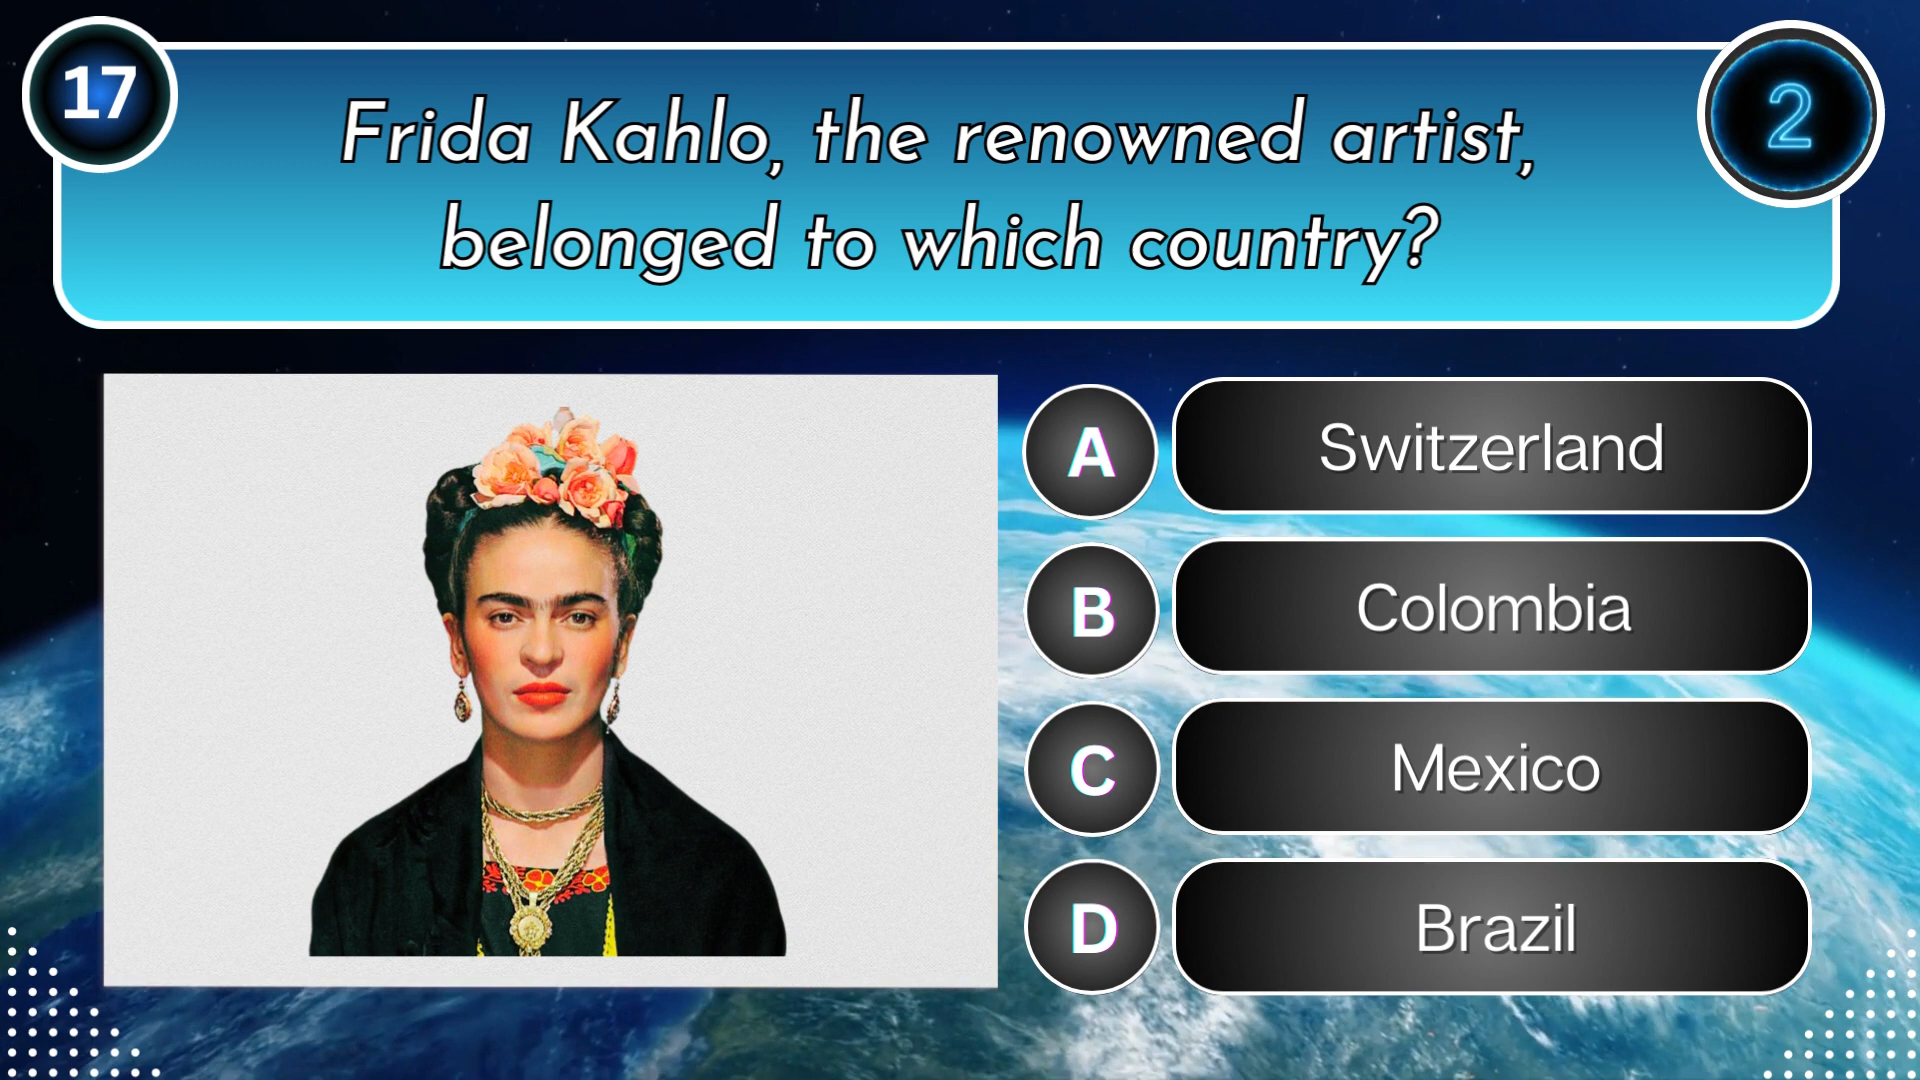 17
Frida Kahlo, the renowned artist,
belonged to which country?
2
A
Switzerland
B
Colombia
C
Mexico
D
Brazil